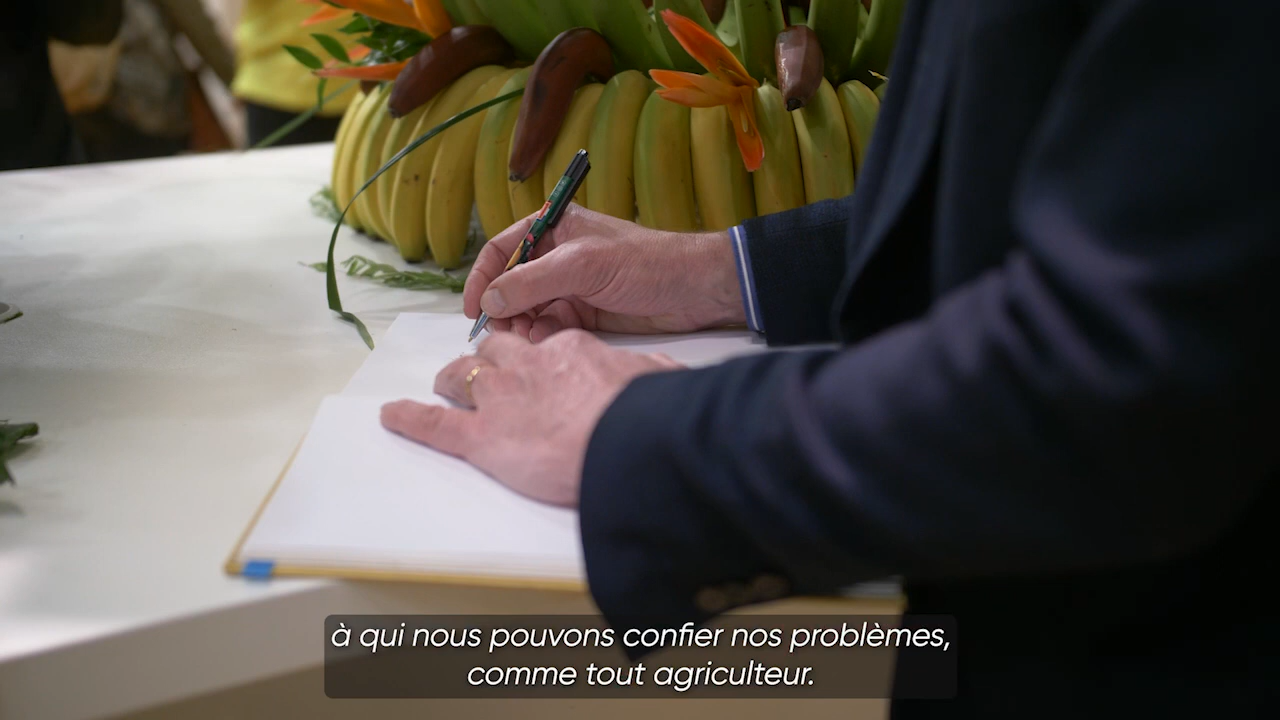 à qui nous pouvons confier nos problèmes,
comme tout agriculteur.